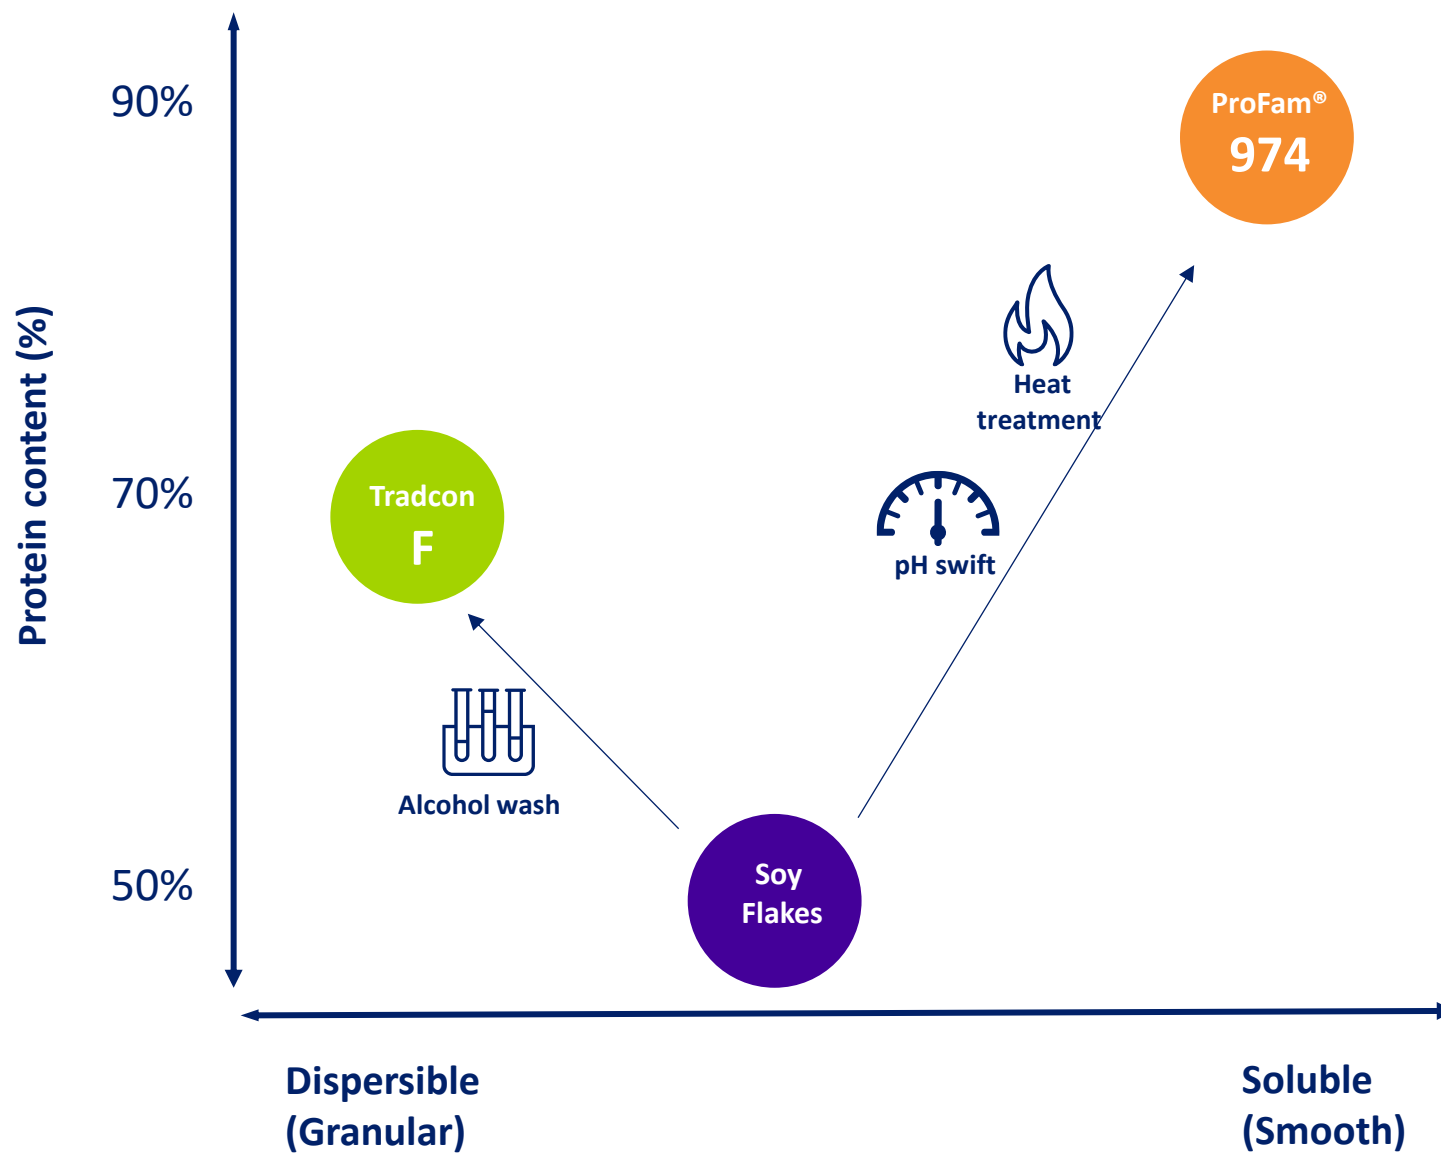 90%
ProFam®
974
Heat
treatment
Protein content (%)
70%
Tradcon
F
pH swift
Alcohol wash
50%
Soy
Flakes
Dispersible
(Granular)
Soluble
(Smooth)